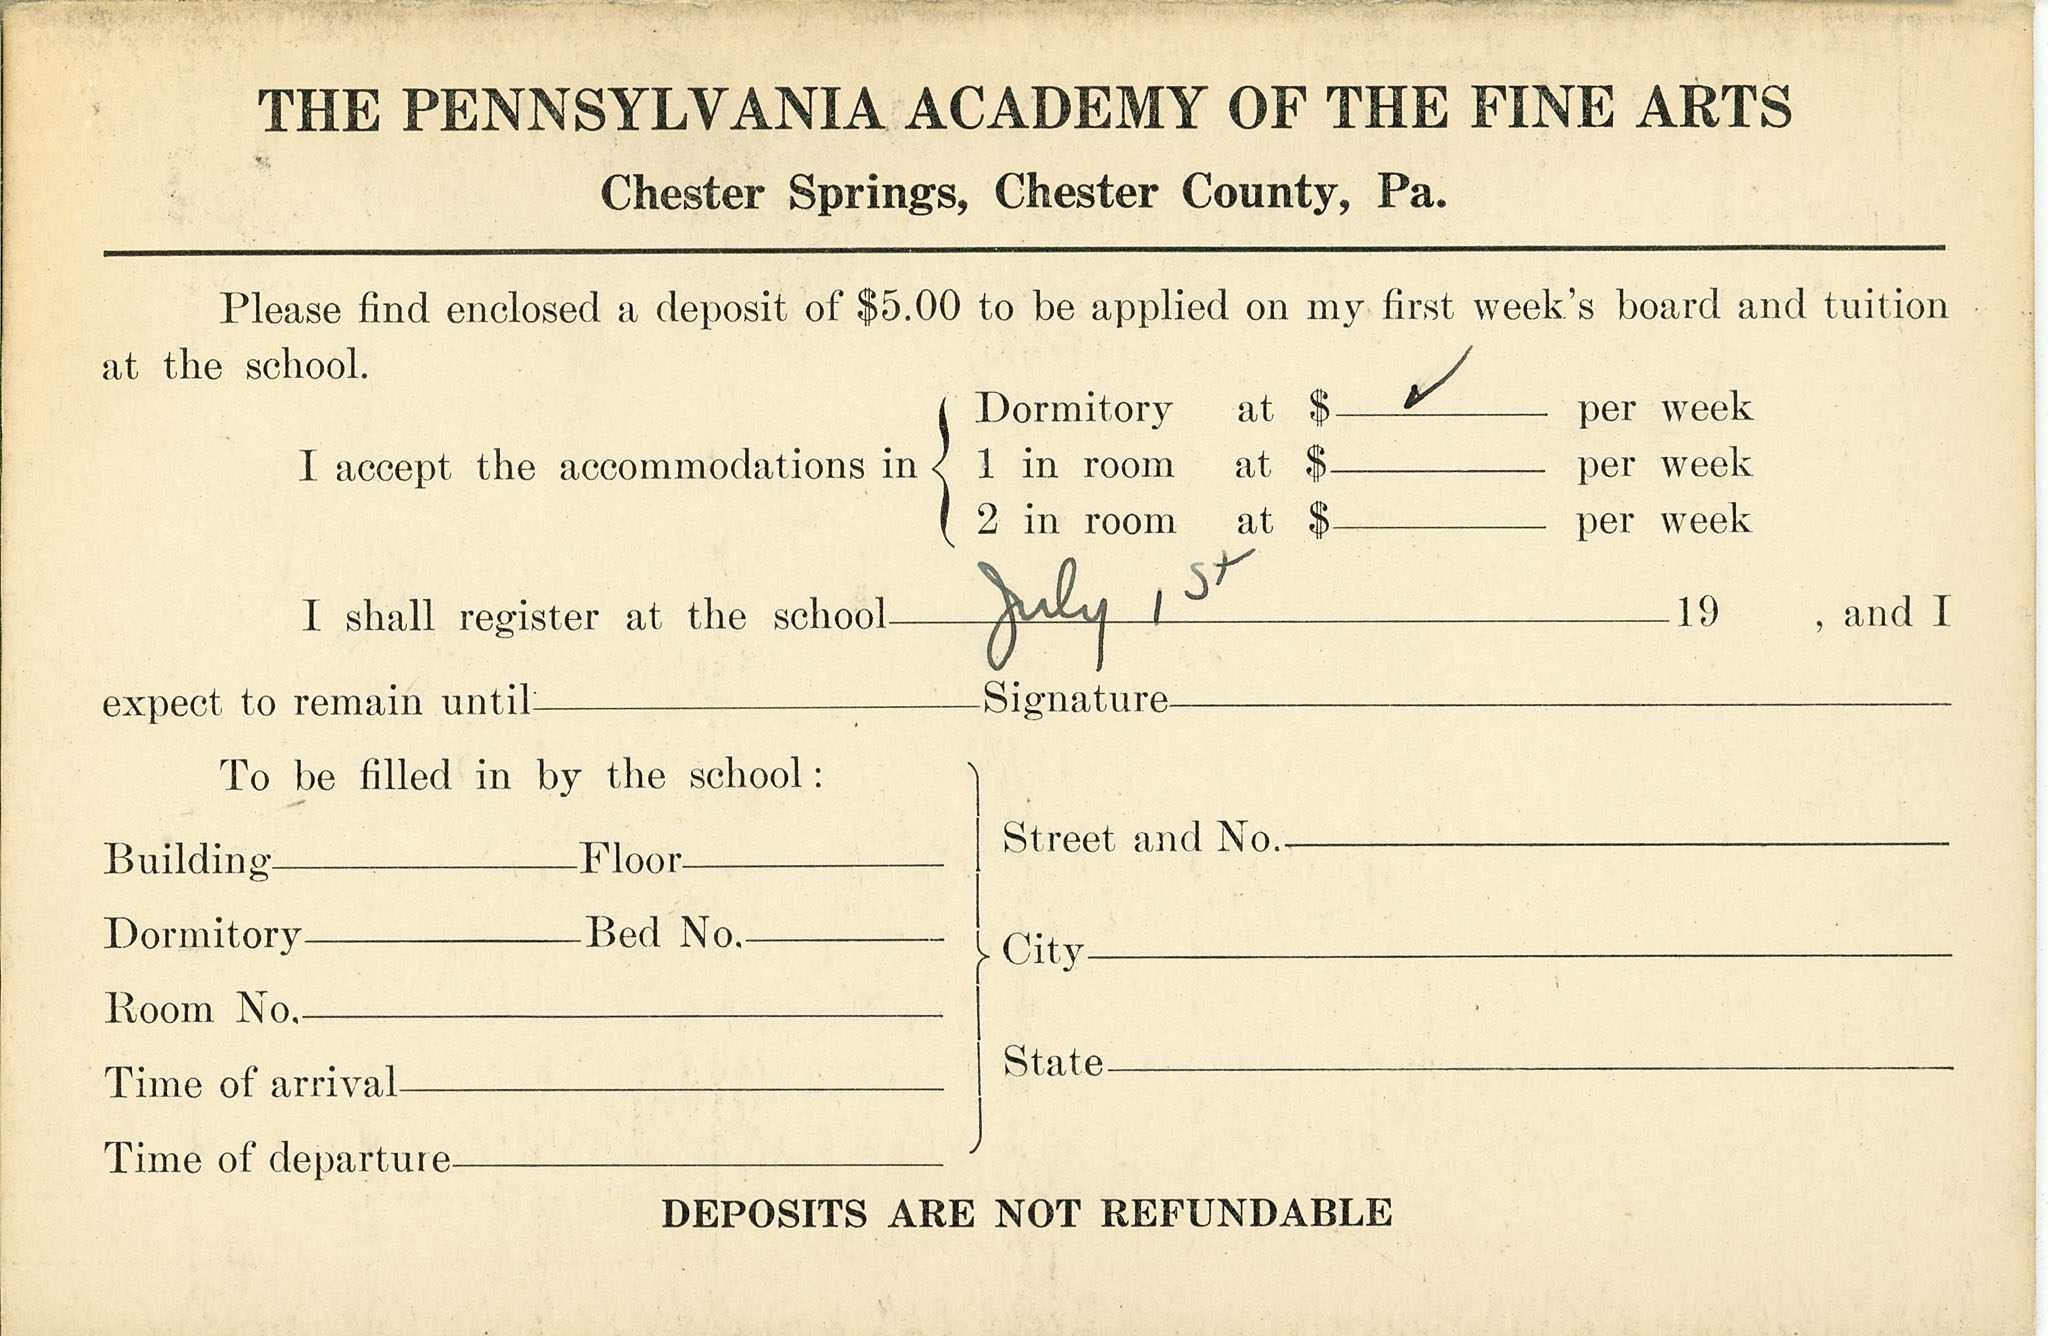 THE PENNSYLVANIA ACADEMY OF THE FINE ARTS
Chester Springs, Chester County, Pa.
Please find enclosed a deposit of $5.00 to be applied on my first week's board and tuition
at the school.
I accept the accommodations in
Dormitory at $ ✓ per week
1 in room at $ per week
2 in room at $ per week
I shall register at the school July 1st 19 , and I
expect to remain until Signature
To be filled in by the school:
Building Floor
Dormitory Bed No.
Room No.
Time of arrival
Time of departure
Street and No.
City
State
DEPOSITS ARE NOT REFUNDABLE